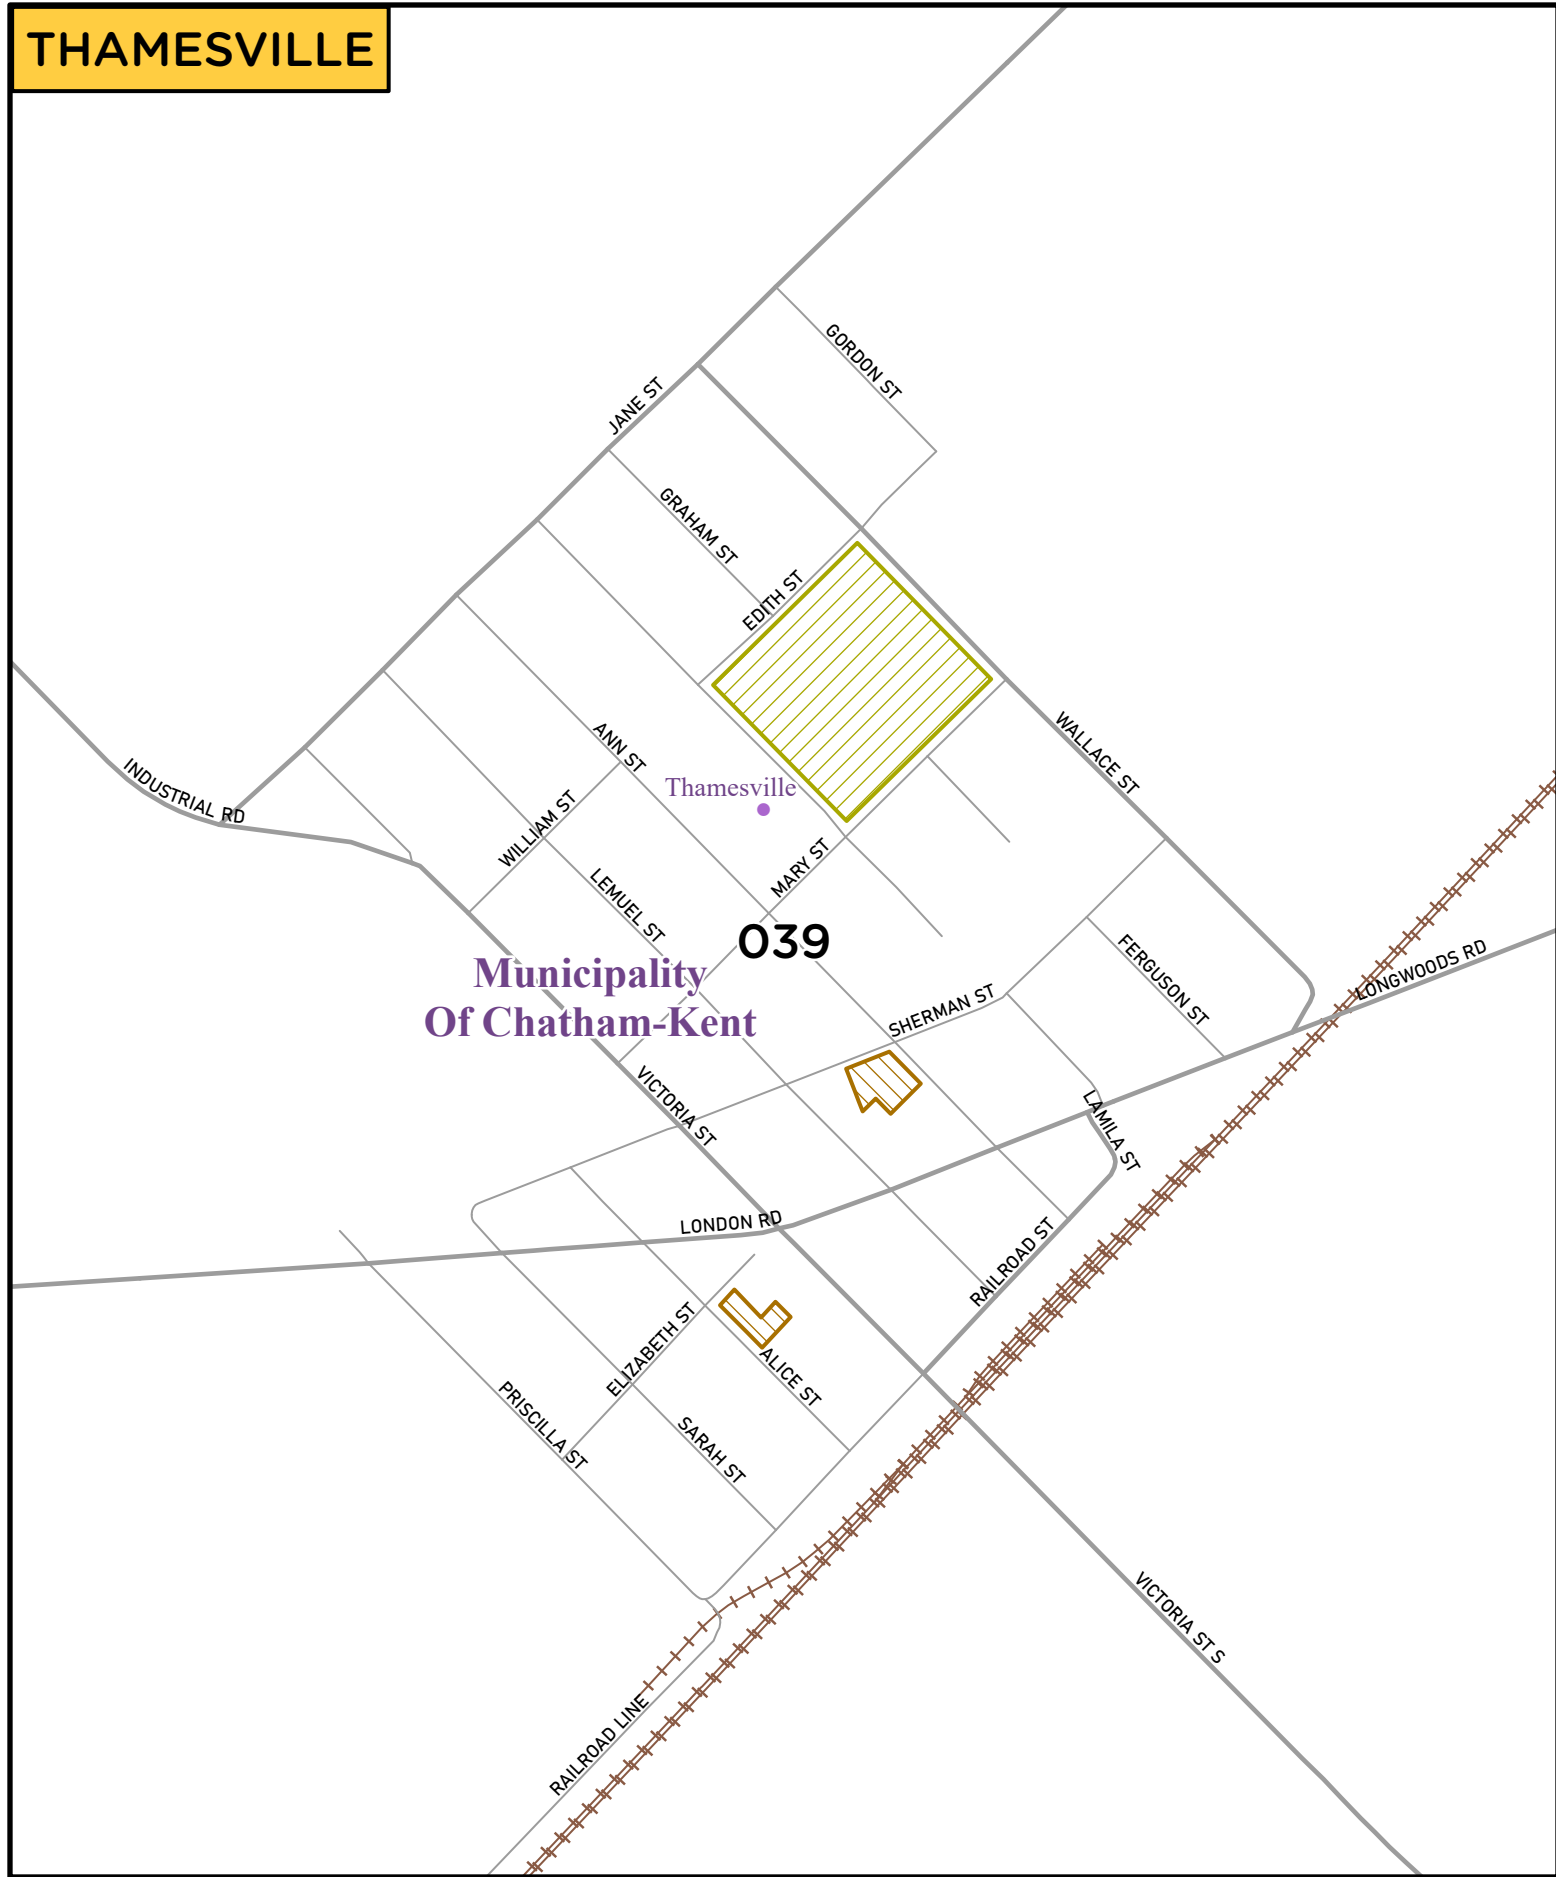 THAMESVILLE
GORDON ST
JANE ST
GRAHAM ST
EDITH ST
WALLACE ST
ANN ST
INDUSTRIAL RD
Thamesville
WILLIAM ST
MARY ST
LEMUEL ST
039
FERGUSON ST
LONGWOODS RD
Municipality
Of Chatham-Kent
SHERMAN ST
VICTORIA ST
LAMILA ST
LONDON RD
RAILROAD ST
ELIZABETH ST
ALICE ST
PRISCILLA ST
SARAH ST
VICTORIA ST S
RAILROAD LINE